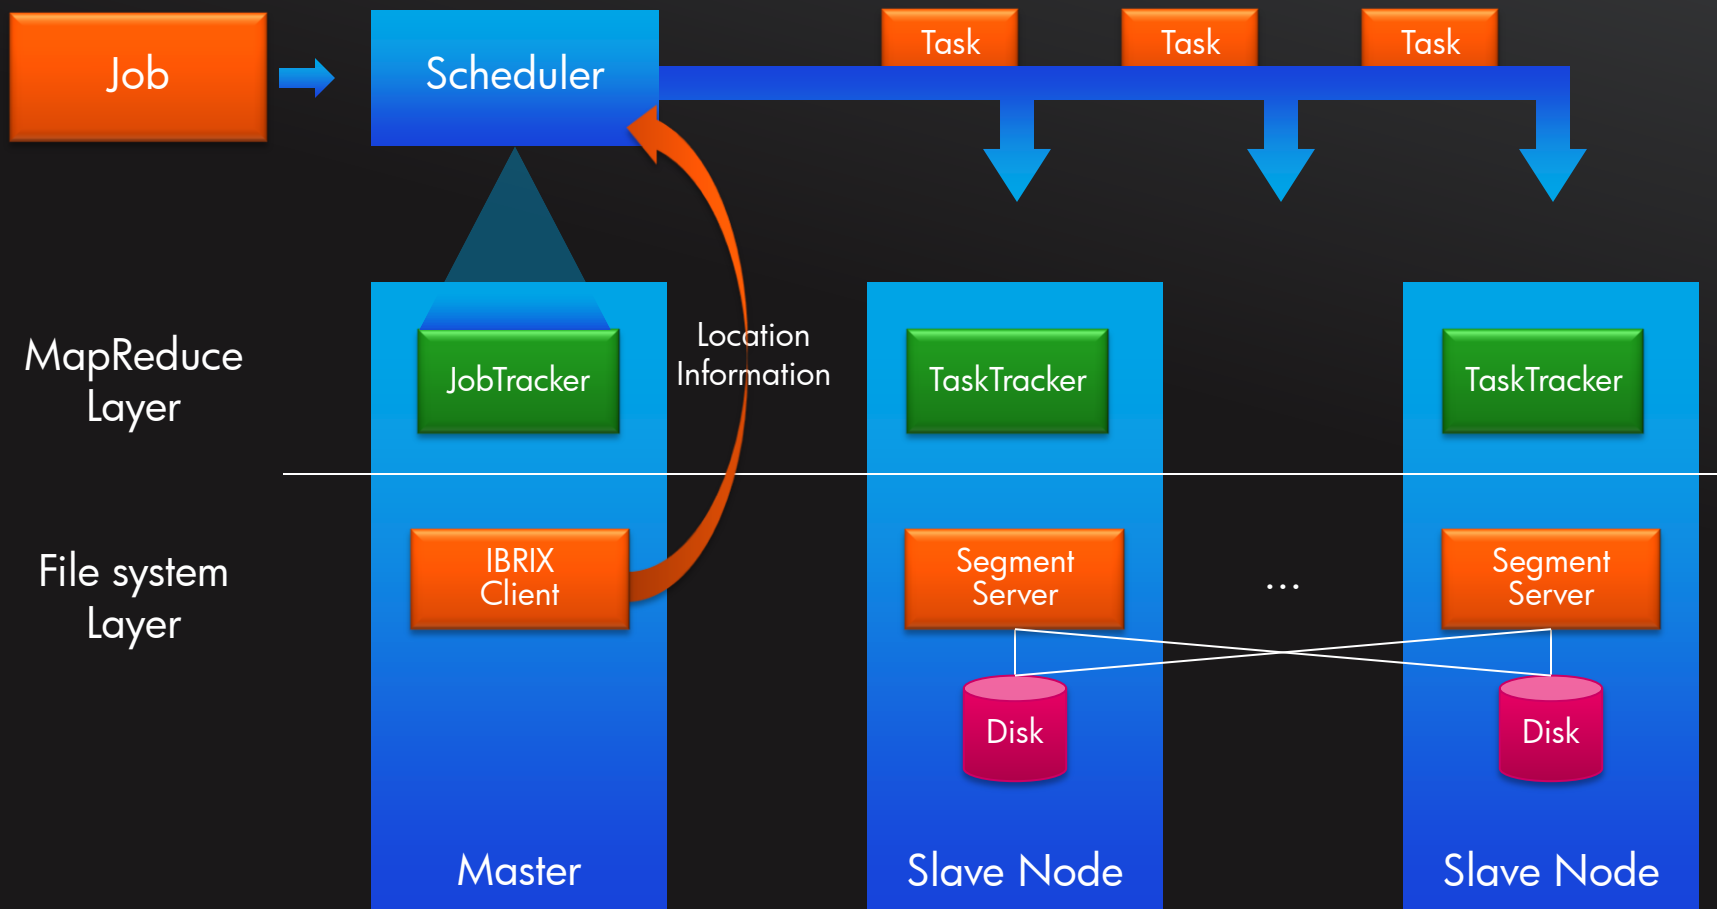 Job
Scheduler
Task
Task
Task
MapReduce
Layer
JobTracker
Location
Information
TaskTracker
TaskTracker
File system
Layer
IBRIX
Client
Segment
Server
...
Segment
Server
Disk
Disk
Master
Slave Node
Slave Node